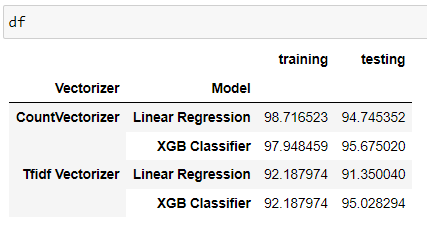 df
training testing
Vectorizer Model
CountVectorizer Linear Regression 98.716523 94.745352
XGB Classifier 97.948459 95.675020
Tfidf Vectorizer Linear Regression 92.187974 91.350040
XGB Classifier 92.187974 95.028294